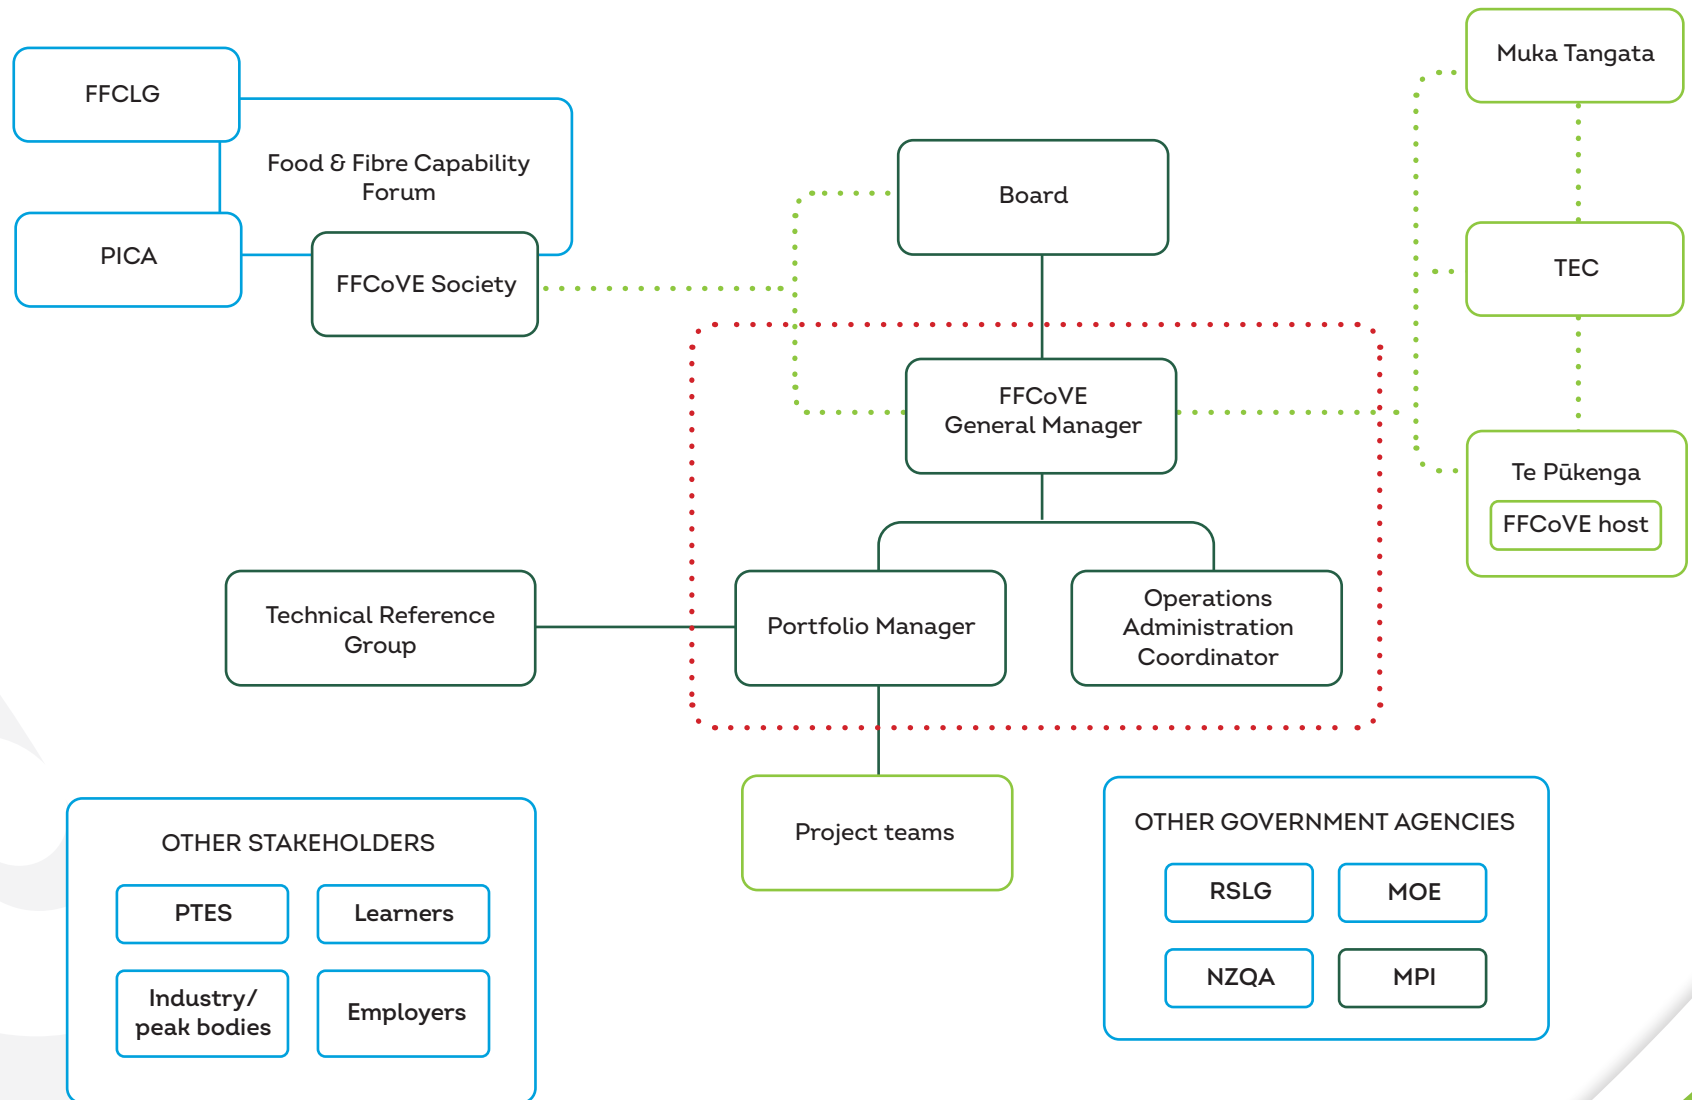 FFCLG
Food & Fibre Capability
Forum
PICA
FFCoVE Society
Board
Muka Tangata
TEC
Te Pūkenga
FFCoVE host
FFCoVE
General Manager
Technical Reference
Group
Portfolio Manager
Operations
Administration
Coordinator
Project teams
OTHER STAKEHOLDERS
PTES
Learners
Industry/
peak bodies
Employers
OTHER GOVERNMENT AGENCIES
RSLG
MOE
NZQA
MPI